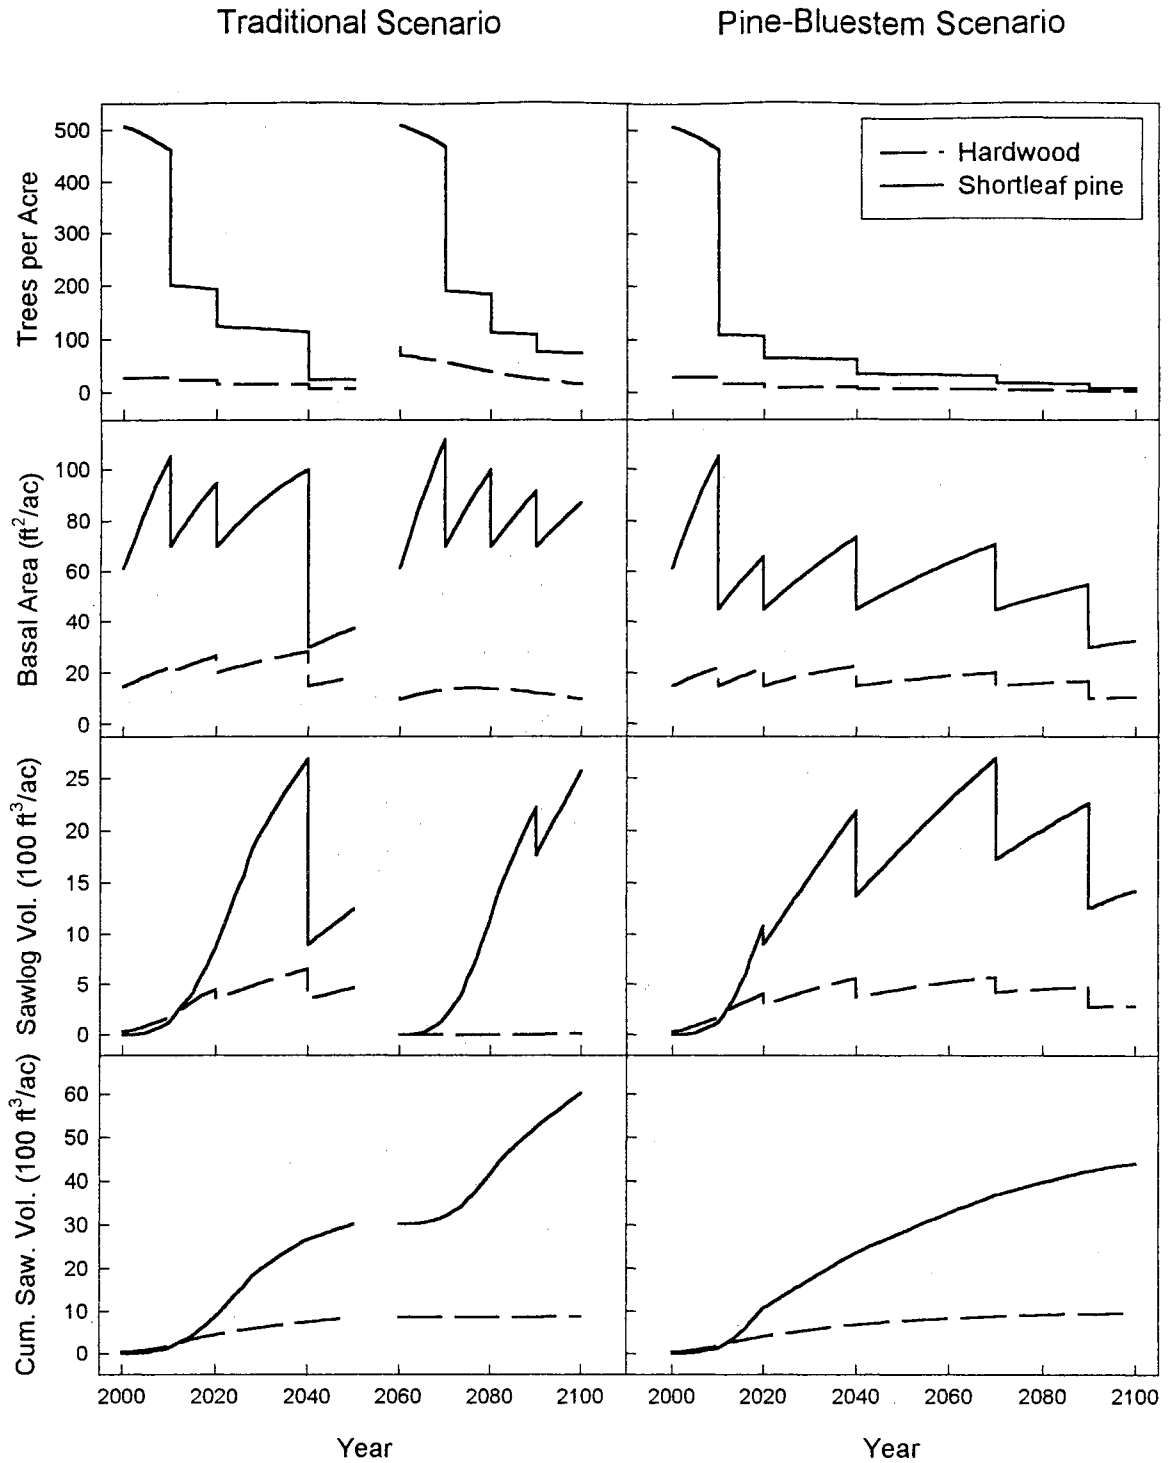 Traditional Scenario
Pine-Bluestem Scenario
Trees per Acre
500
400
300
200
100
0
Hardwood
Shortleaf pine
Basal Area (ft²/ac)
100
80
60
40
20
0
Sawlog Vol. (100 ft³/ac)
25
20
15
10
5
0
Cum. Saw. Vol. (100 ft³/ac)
60
50
40
30
20
10
0
2000 2020 2040 2060 2080 2100
2000 2020 2040 2060 2080 2100
Year
Year